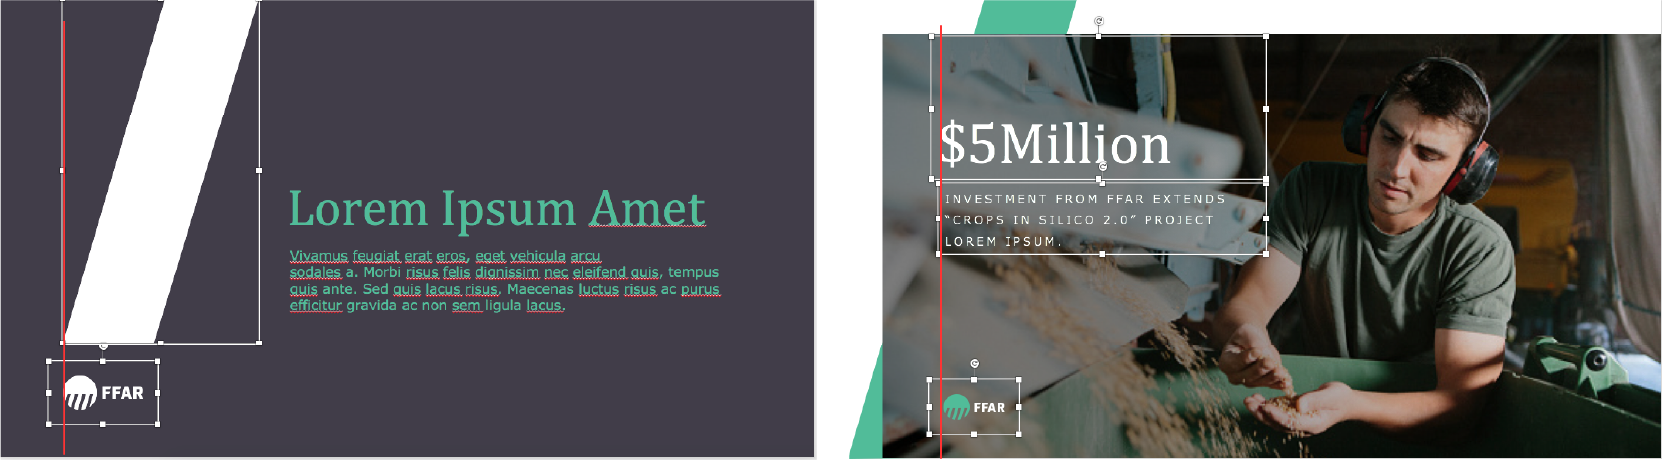 Lorem Ipsum Amet
Vivamus feugiat erat eros, eget vehicula arcu
sodales a. Morbi risus felis dignissim nec eleifend quis, tempus
quis ante. Sed quis lacus risus. Maecenas luctus risus ac purus
efficitur gravida ac non sem ligula lacus.
FFAR
$5Million
INVESTMENT FROM FFAR EXTENDS
“CROPS IN SILICO 2.0” PROJECT
LOREM IPSUM.
FFAR